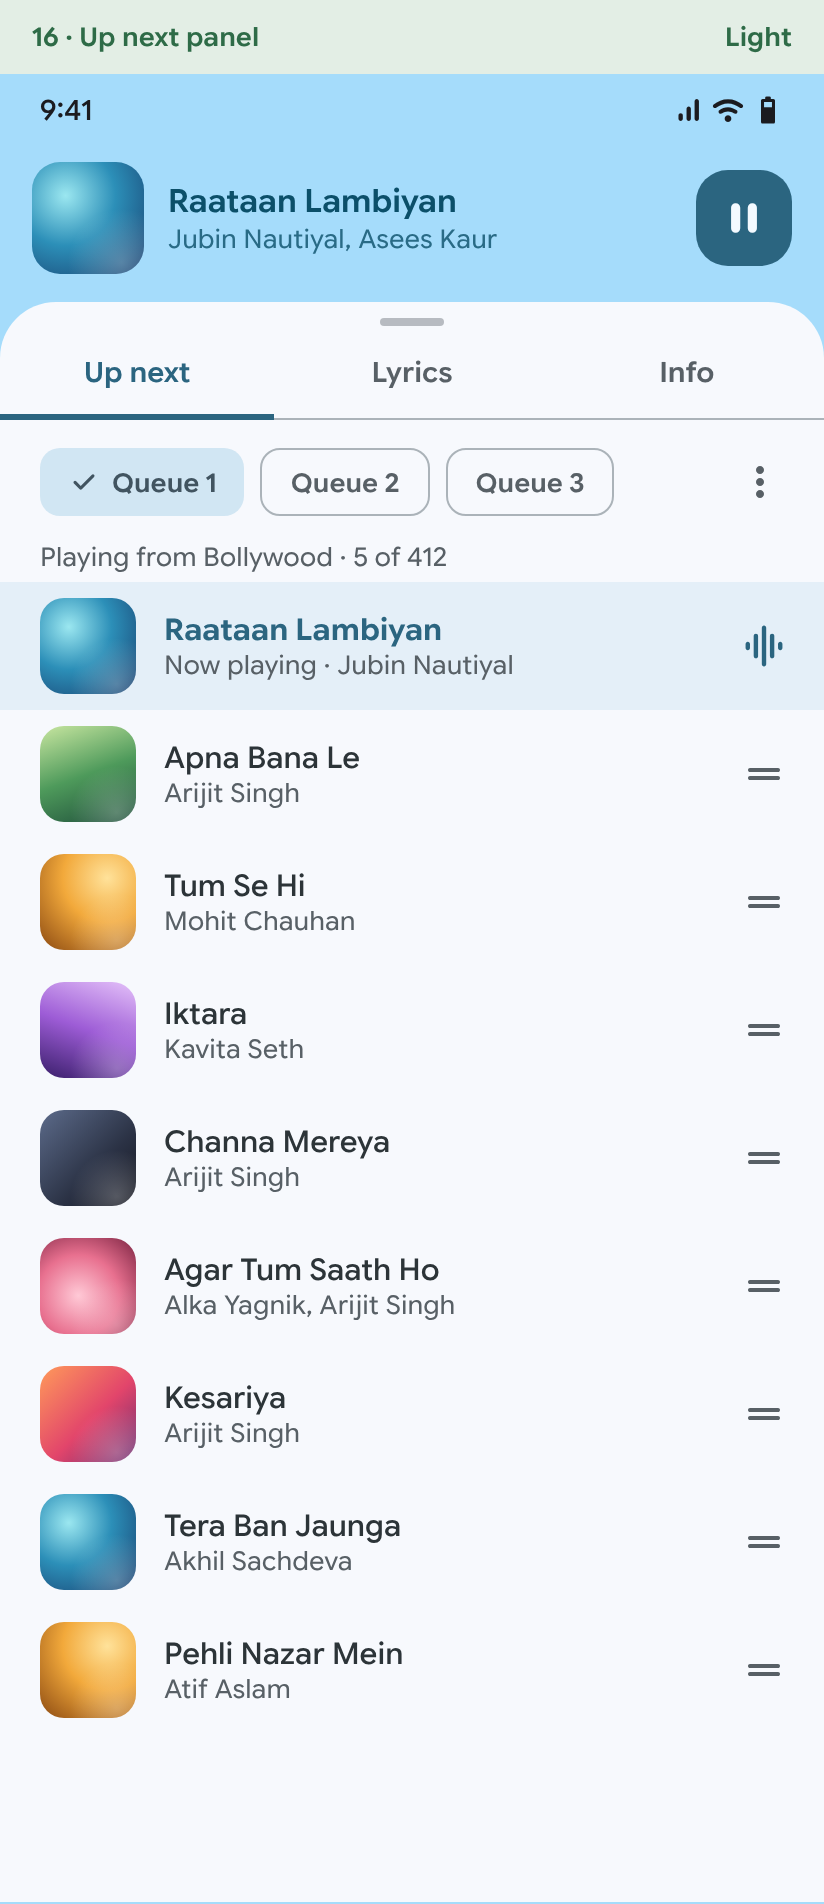 16 · Up next panel
Light
9:41
Raataan Lambiyan
Jubin Nautiyal, Asees Kaur
Up next
Lyrics
Info
Queue 1
Queue 2
Queue 3
Playing from Bollywood · 5 of 412
Raataan Lambiyan
Now playing · Jubin Nautiyal
Apna Bana Le
Arijit Singh
Tum Se Hi
Mohit Chauhan
Iktara
Kavita Seth
Channa Mereya
Arijit Singh
Agar Tum Saath Ho
Alka Yagnik, Arijit Singh
Kesariya
Arijit Singh
Tera Ban Jaunga
Akhil Sachdeva
Pehli Nazar Mein
Atif Aslam